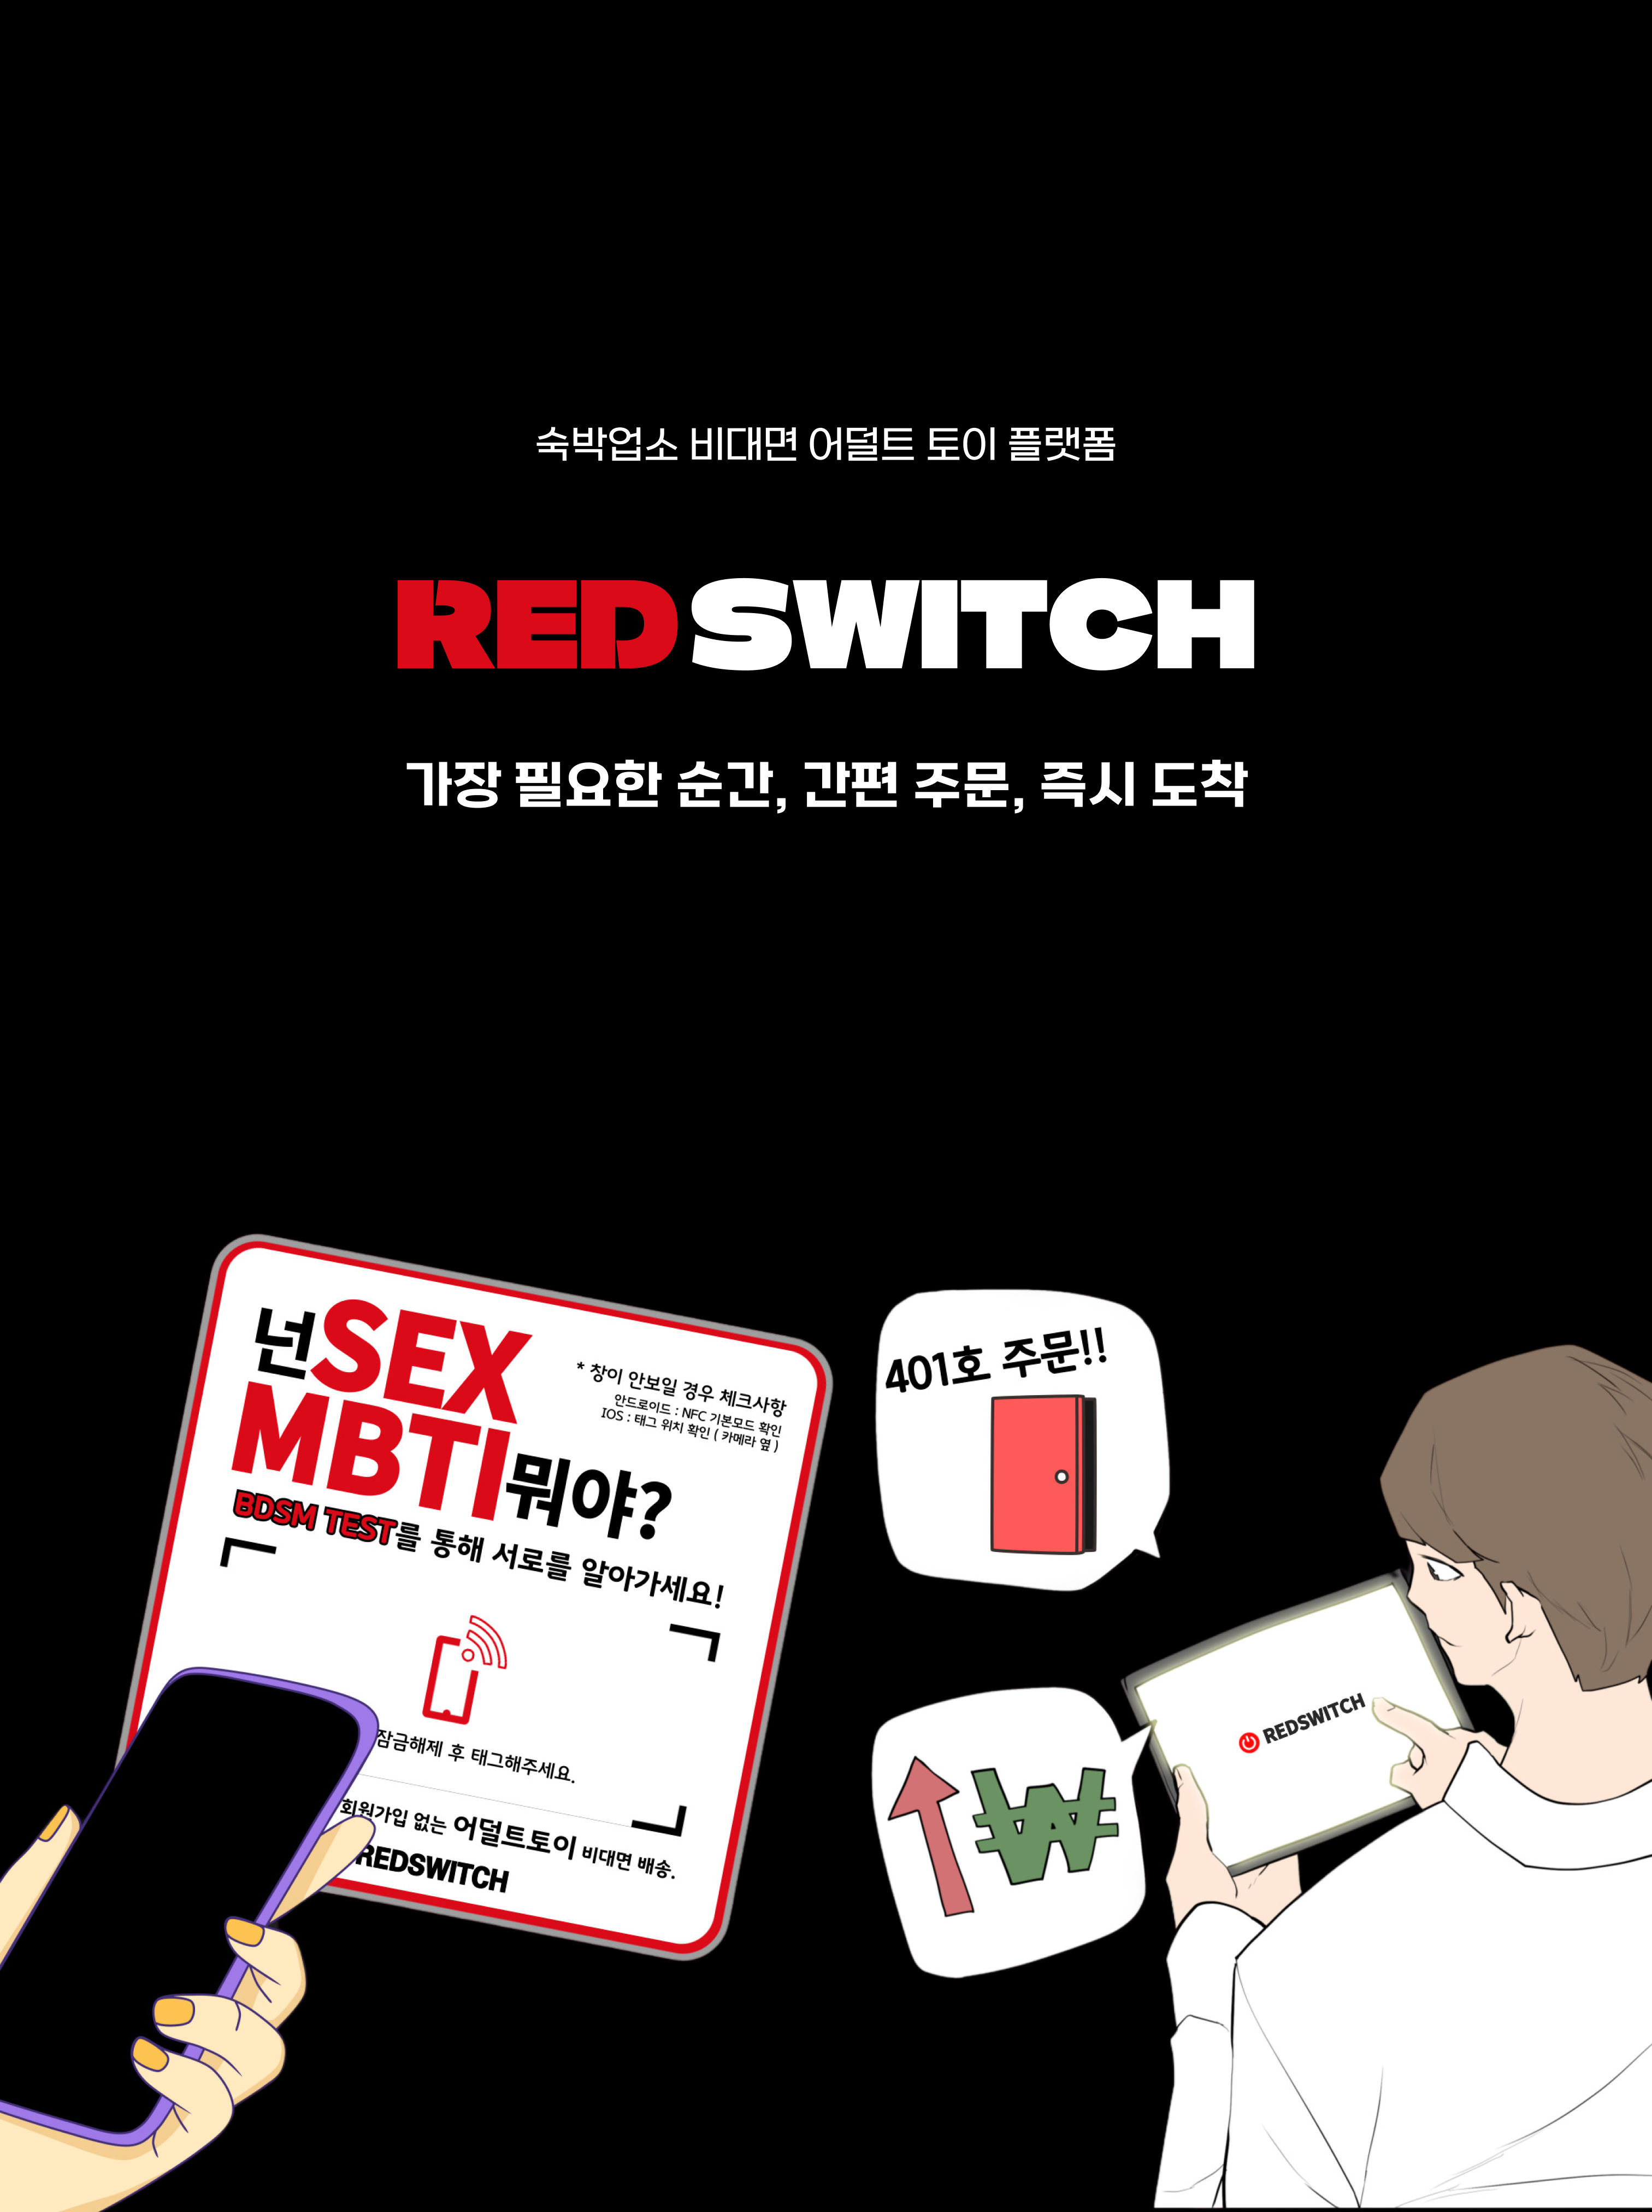 숙박업소 비대면 어덜트 토이 플랫폼
RED SWITCH
가장 필요한 순간, 간편 주문, 즉시 도착
넌SEX
MBTI뭐야?
* 창이 안보일 경우 체크사항
안드로이드 : NFC 기본모드 확인
IOS : 태그 위치 확인 ( 카메라 옆 )
BDSM TEST를 통해 서로를 알아가세요!
잠금해제 후 태그해주세요.
회원가입 없는 어덜트토이 비대면 배송.
REDSWITCH
401호 주문!!
₩
REDSWITCH